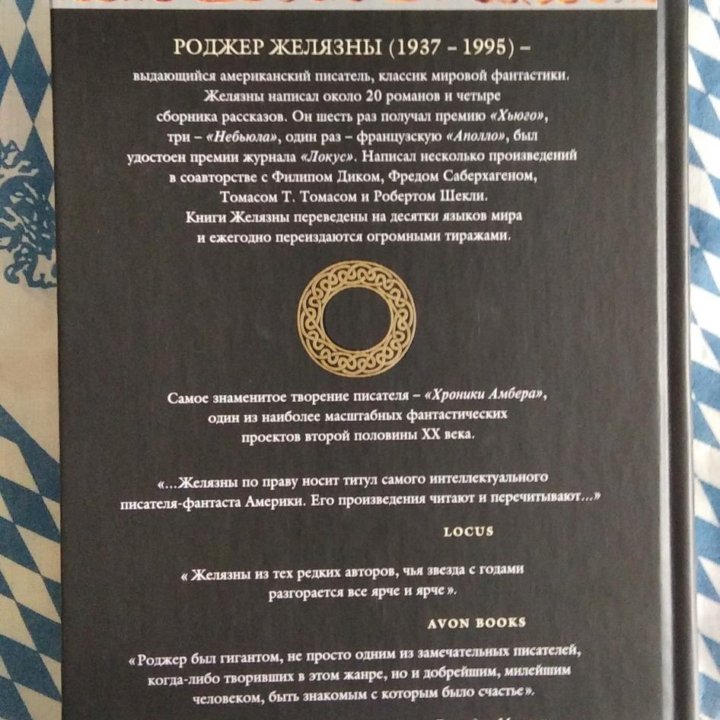 РОДЖЕР ЖЕЛЯЗНЫ (1937 – 1995) –
выдающийся американский писатель, классик мировой фантастики.
Желязны написал около 20 романов и четыре
сборника рассказов. Он шесть раз получал премию «Хьюго»,
три – «Небьюла», один раз – французскую «Аполло», был
удостоен премии журнала «Локус». Написал несколько произведений
в соавторстве с Филипом Диком, Фредом Саберхагеном,
Томасом Т. Томасом и Робертом Шекли.
Книги Желязны переведены на десятки языков мира
и ежегодно переиздаются огромными тиражами.
Самое знаменитое творение писателя – «Хроники Амбера»,
один из наиболее масштабных фантастических
проектов второй половины XX века.
«...Желязны по праву носит титул самого интеллектуального
писателя-фантаста Америки. Его произведения читают и перечитывают...»
LOCUS
«Желязны из тех редких авторов, чья звезда с годами
разгорается все ярче и ярче».
AVON BOOKS
«Роджер был гигантом, не просто одним из замечательных писателей,
когда-либо творивших в этом жанре, но и добрейшим, милейшим
человеком, быть знакомым с которым было счастье».